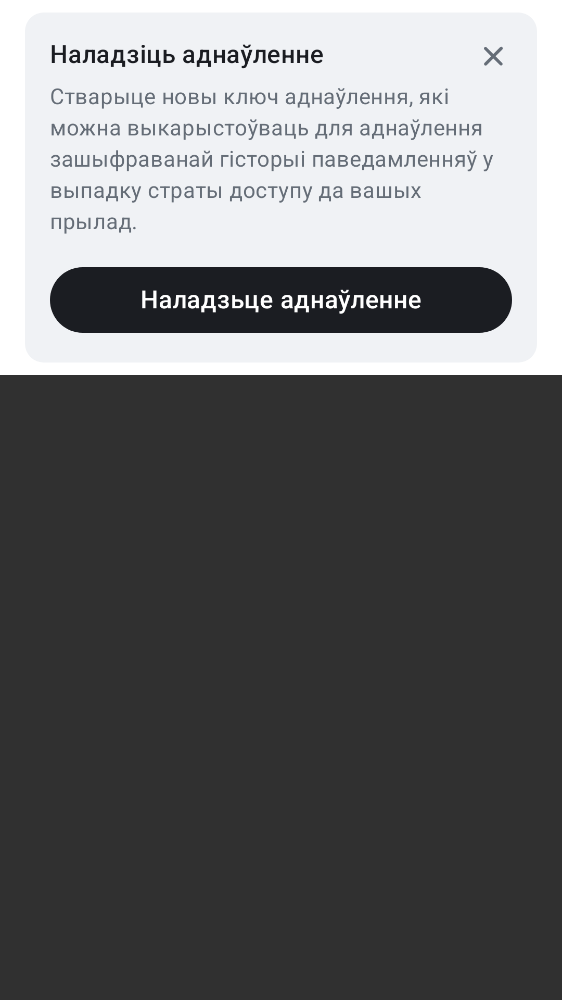 Наладзіць аднаўленне
Стварыце новы ключ аднаўлення, які
можна выкарыстоўваць для аднаўлення
зашыфраванай гісторыі паведамленняў у
выпадку страты доступу да вашых
прылад.
Наладзьце аднаўленне